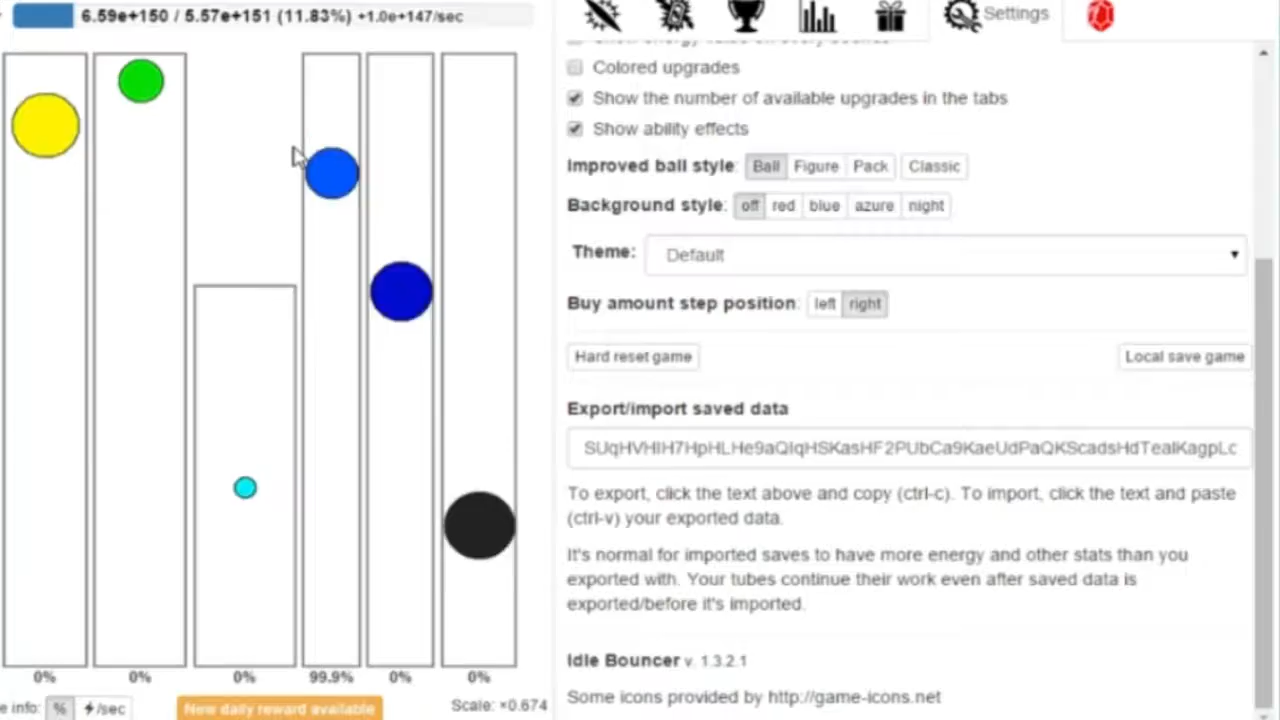 6.59e+150 / 5.57e+151 (11.83%) +1.0e+147/sec
Settings
Colored upgrades
Show the number of available upgrades in the tabs
Show ability effects
Improved ball style: Ball Figure Pack Classic
Background style: off red blue azure night
Theme: Default
Buy amount step position: left right
Hard reset game Local save game
Export/import saved data
To export, click the text above and copy (ctrl-c). To import, click the text and paste
(ctrl-v) your exported data.
It's normal for imported saves to have more energy and other stats than you
exported with. Your tubes continue their work even after saved data is
exported/before it's imported.
Idle Bouncer v. 1.3.2.1
Some icons provided by http://game-icons.net
0% 0% 0% 99.9% 0% 0%
e info: % /sec New daily reward available Scale: ×0.674